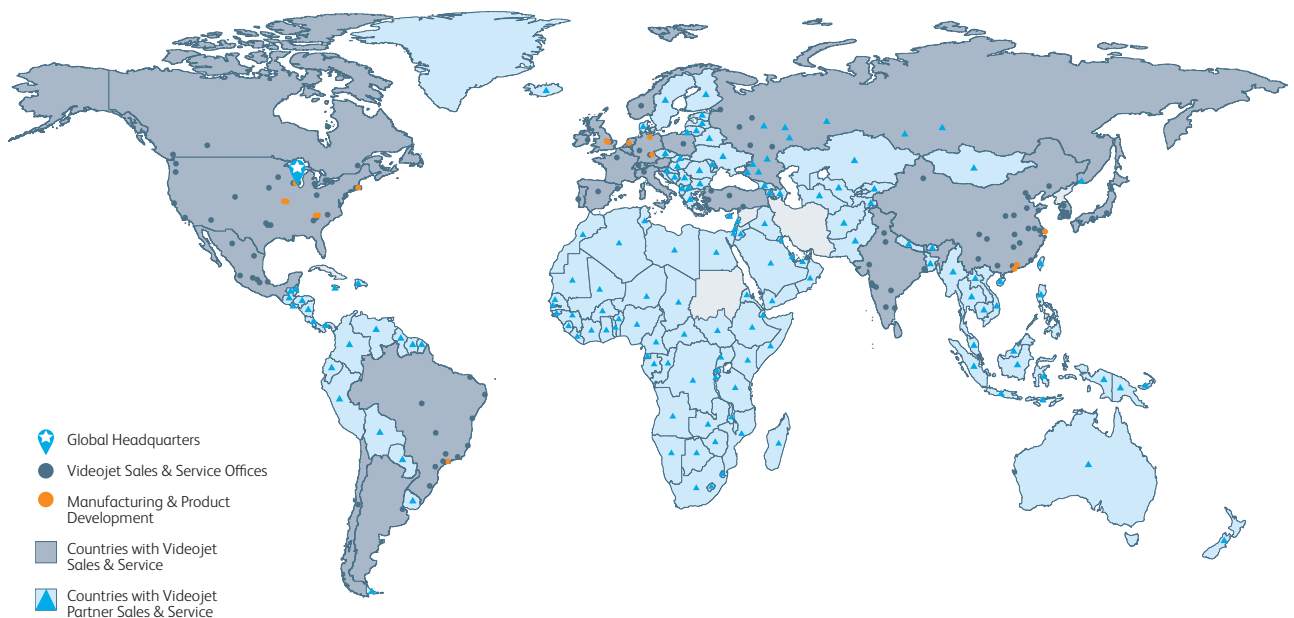 Global Headquarters
Videojet Sales & Service Offices
Manufacturing & Product
Development
Countries with Videojet
Sales & Service
Countries with Videojet
Partner Sales & Service